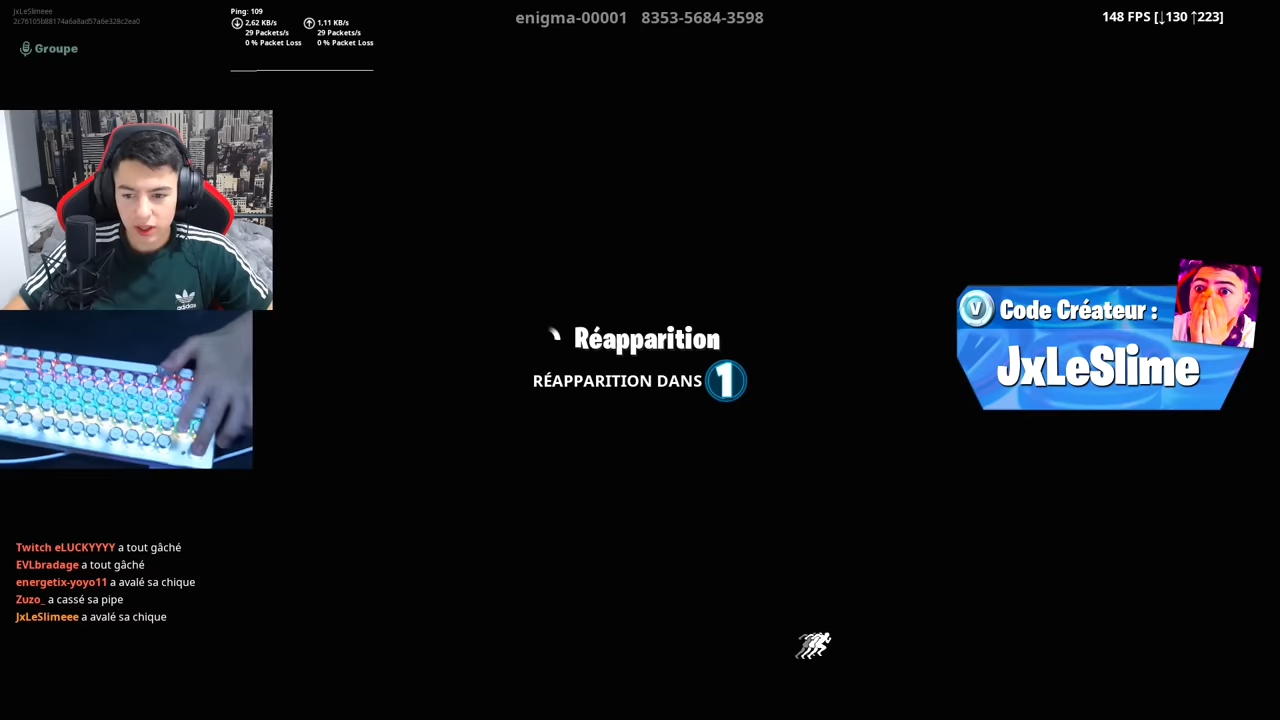 JxLeSlimeee
2c76105b88174a6a8ad57a6e328c2ea0
Groupe
Ping: 109
2,62 KB/s
29 Packets/s
0 % Packet Loss
1,11 KB/s
29 Packets/s
0 % Packet Loss
enigma-00001 8353-5684-3598
148 FPS [↓130 ↑223]
adidas
Réapparition
RÉAPPARITION DANS 1
V Code Créateur :
JxLeSlime
Twitch eLUCKYYYY a tout gâché
EVLbradage a tout gâché
energetix-yoyo11 a avalé sa chique
Zuzo_ a cassé sa pipe
JxLeSlimeee a avalé sa chique